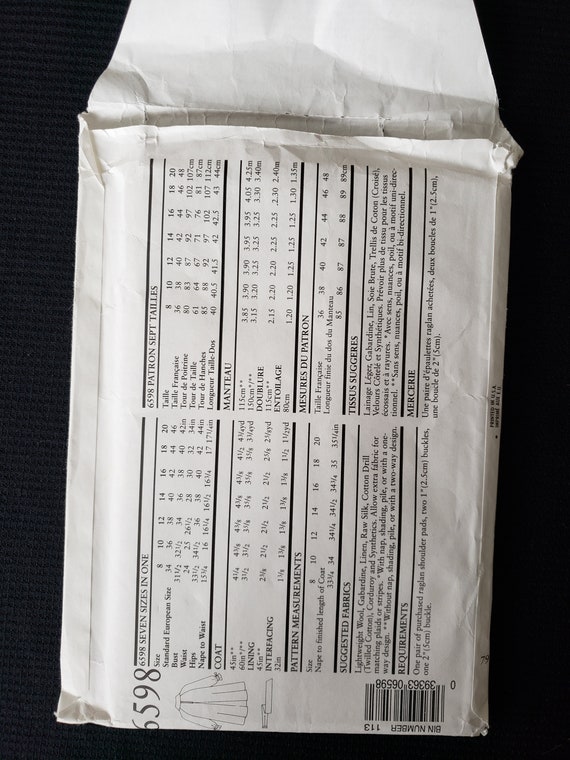 6598
6598 SEVEN SIZES IN ONE
Size 8 10 12 14 16 18 20
Standard European Size 34 36 38 40 42 44 46
Bust 31½ 32½ 34 36 38 40 42in
Waist 24 25 26½ 28 30 32 34in
Hips 33½ 34½ 36 38 40 42 44in
Nape to Waist 15¾ 16 16¼ 16½ 16¾ 17 17¼in
COAT
45in** 4¼ 4⅜ 4⅜ 4⅜ 4⅜ 4½ 4¾yd
60in*/** 3½ 3½ 3⅝ 3⅝ 3⅝ 3⅝ 3¾yd
LINING
45in** 2⅜ 2½ 2½ 2½ 2½ 2⅝ 2⅝yd
INTERFACING
32in 1⅜ 1⅜ 1⅜ 1⅜ 1⅜ 1½yd
PATTERN MEASUREMENTS
Size 8 10 12 14 16 18 20
Nape to finished length of Coat
33¾ 34 34¼ 34½ 34¾ 35 35¼in
SUGGESTED FABRICS
Lightweight Wool, Gabardine, Linen, Raw Silk, Cotton Drill
(Twilled Cotton), Corduroy and Synthetics. Allow extra fabric for
matching plaids or stripes. *With nap, shading, pile, or with a one-
way design. **Without nap, shading, pile, or with a two-way design.
REQUIREMENTS
One pair of purchased raglan shoulder pads, two 1"(2.5cm) buckles,
one 2"(5cm) buckle.
6598 PATRON SEPT TAILLES
Taille 8 10 12 14 16 18 20
Taille Française 36 38 40 42 44 46 48
Tour de Poitrine 80 83 87 92 97 102 107cm
Tour de Taille 61 64 67 71 76 81 87cm
Tour de Hanches 85 88 92 97 102 107 112cm
Longueur Taille-Dos 40 40.5 41.5 42 42.5 43 44cm
MANTEAU
115cm** 3.85 3.90 3.90 3.95 3.95 4.05 4.25m
150cm*/** 3.15 3.20 3.25 3.25 3.25 3.30 3.40m
DOUBLURE
115cm** 2.15 2.20 2.20 2.25 2.25 2.30 2.40m
ENTOILAGE
80cm 1.20 1.20 1.25 1.25 1.25 1.30 1.35m
MESURES DU PATRON
Taille Française 36 38 40 42 44 46 48
Longueur finie du dos du Manteau
85 86 87 87 88 89 89cm
TISSUS SUGGERES
Lainage Léger, Gabardine, Lin, Soie Brute, Trellis de Coton (Croisé),
Velours Côtelé et Synthétiques. Prévoir plus de tissu pour les tissus
écossais et à rayures. *Avec sens, nuances, poil, ou à motif uni-direc-
tionnel. **Sans sens, nuances, poil, ou à motif bi-directionnel.
MERCERIE
Une paire d'épaulettes raglan achetées, deux boucles de 1"(2.5cm),
une boucle de 2"(5cm).
PRINTED IN U.S.A.
0 39363 06598
BIN NUMBER
113